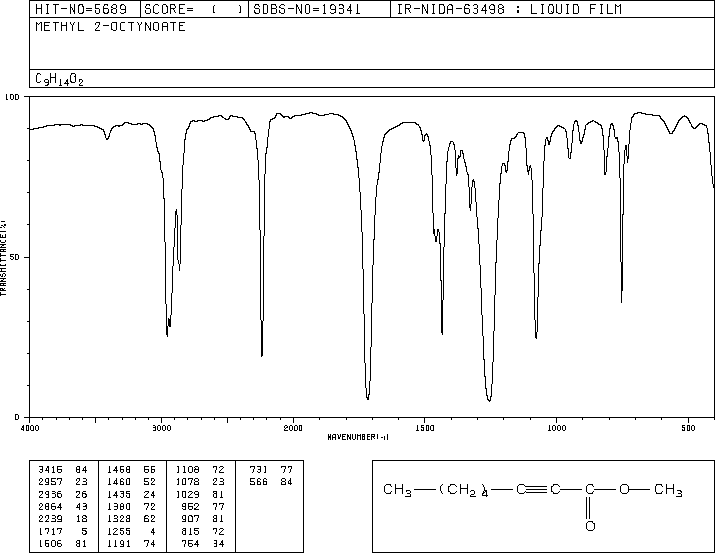 HIT-NO=5689 SCORE= ( ) SDBS-NO=19341 IR-NIDA-63498 : LIQUID FILM
METHYL 2-OCTYNOATE
C9H14O2
100
50
0
TRANSMITTANCE(%)
4000 3000 2000 1500 1000 500
WAVENUMBER(-1)
3415 84 1458 55 1108 72 731 77
2957 23 1460 52 1078 23 566 84
2936 26 1435 24 1029 81
2864 43 1380 72 952 77
2239 18 1328 62 907 81
1717 5 1255 4 815 72
1506 81 1191 74 754 34
CH3 (CH2)4 C C C O CH3
O